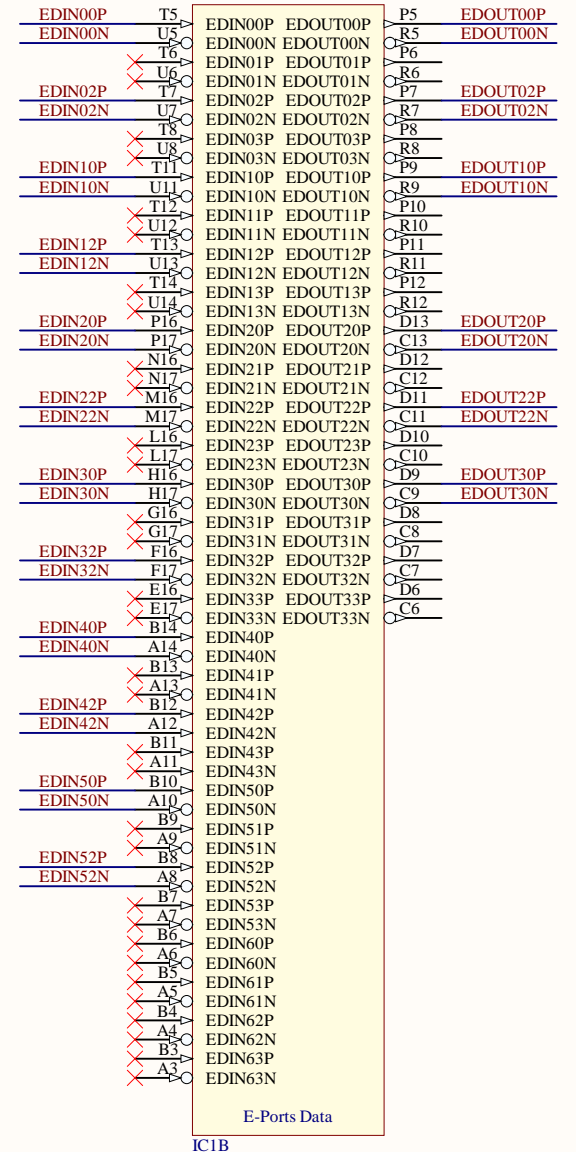 EDIN00P T5 EDIN00P EDOUT00P P5 EDOUT00P
EDIN00N U5 EDIN00N EDOUT00N R5 EDOUT00N
T6 EDIN01P EDOUT01P P6
U6 EDIN01N EDOUT01N R6
EDIN02P T7 EDIN02P EDOUT02P P7 EDOUT02P
EDIN02N U7 EDIN02N EDOUT02N R7 EDOUT02N
T8 EDIN03P EDOUT03P P8
U8 EDIN03N EDOUT03N R8
EDIN10P T11 EDIN10P EDOUT10P P9 EDOUT10P
EDIN10N U11 EDIN10N EDOUT10N R9 EDOUT10N
T12 EDIN11P EDOUT11P P10
U12 EDIN11N EDOUT11N R10
EDIN12P T13 EDIN12P EDOUT12P P11
EDIN12N U13 EDIN12N EDOUT12N R11
T14 EDIN13P EDOUT13P P12
U14 EDIN13N EDOUT13N R12
EDIN20P P16 EDIN20P EDOUT20P D13 EDOUT20P
EDIN20N P17 EDIN20N EDOUT20N C13 EDOUT20N
N16 EDIN21P EDOUT21P D12
N17 EDIN21N EDOUT21N C12
EDIN22P M16 EDIN22P EDOUT22P D11 EDOUT22P
EDIN22N M17 EDIN22N EDOUT22N C11 EDOUT22N
L16 EDIN23P EDOUT23P D10
L17 EDIN23N EDOUT23N C10
EDIN30P H16 EDIN30P EDOUT30P D9 EDOUT30P
EDIN30N H17 EDIN30N EDOUT30N C9 EDOUT30N
G16 EDIN31P EDOUT31P D8
G17 EDIN31N EDOUT31N C8
EDIN32P F16 EDIN32P EDOUT32P D7
EDIN32N F17 EDIN32N EDOUT32N C7
E16 EDIN33P EDOUT33P D6
E17 EDIN33N EDOUT33N C6
EDIN40P B14 EDIN40P
EDIN40N A14 EDIN40N
B13 EDIN41P
A13 EDIN41N
EDIN42P B12 EDIN42P
EDIN42N A12 EDIN42N
B11 EDIN43P
A11 EDIN43N
EDIN50P B10 EDIN50P
EDIN50N A10 EDIN50N
B9 EDIN51P
A9 EDIN51N
EDIN52P B8 EDIN52P
EDIN52N A8 EDIN52N
B7 EDIN53P
A7 EDIN53N
B6 EDIN60P
A6 EDIN60N
B5 EDIN61P
A5 EDIN61N
B4 EDIN62P
A4 EDIN62N
B3 EDIN63P
A3 EDIN63N
E-Ports Data
IC1B